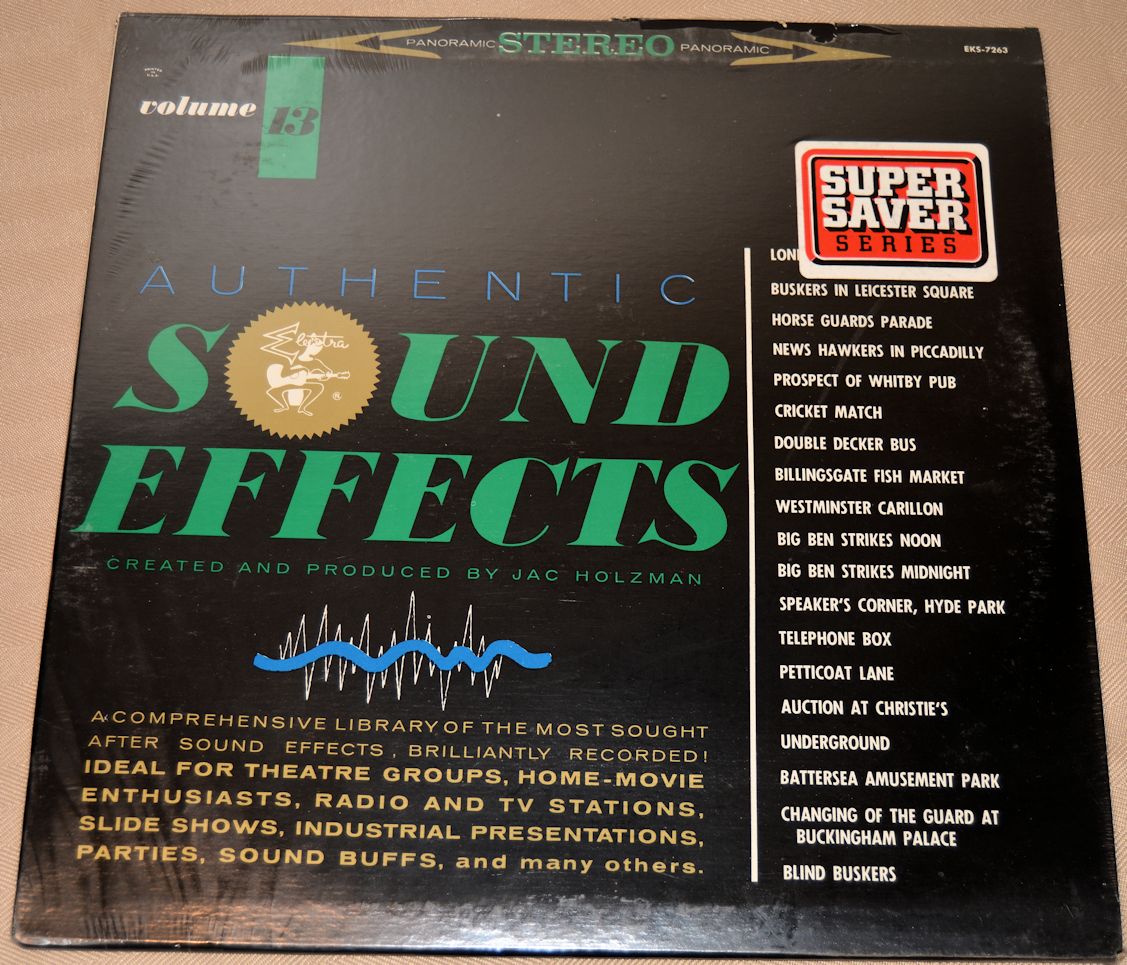 PANORAMIC STEREO PANORAMIC
EKS-7263
PRINTED IN U.S.A.
volume 13
SUPER
SAVER
SERIES
AUTHENTIC
SOUND
Elektra
®
EFFECTS
CREATED AND PRODUCED BY JAC HOLZMAN
A COMPREHENSIVE LIBRARY OF THE MOST SOUGHT
AFTER SOUND EFFECTS, BRILLIANTLY RECORDED!
IDEAL FOR THEATRE GROUPS, HOME-MOVIE
ENTHUSIASTS, RADIO AND TV STATIONS,
SLIDE SHOWS, INDUSTRIAL PRESENTATIONS,
PARTIES, SOUND BUFFS, and many others.
BUSKERS IN LEICESTER SQUARE
HORSE GUARDS PARADE
NEWS HAWKERS IN PICCADILLY
PROSPECT OF WHITBY PUB
CRICKET MATCH
DOUBLE DECKER BUS
BILLINGSGATE FISH MARKET
WESTMINSTER CARILLON
BIG BEN STRIKES NOON
BIG BEN STRIKES MIDNIGHT
SPEAKER'S CORNER, HYDE PARK
TELEPHONE BOX
PETTICOAT LANE
AUCTION AT CHRISTIE'S
UNDERGROUND
BATTERSEA AMUSEMENT PARK
CHANGING OF THE GUARD AT
BUCKINGHAM PALACE
BLIND BUSKERS